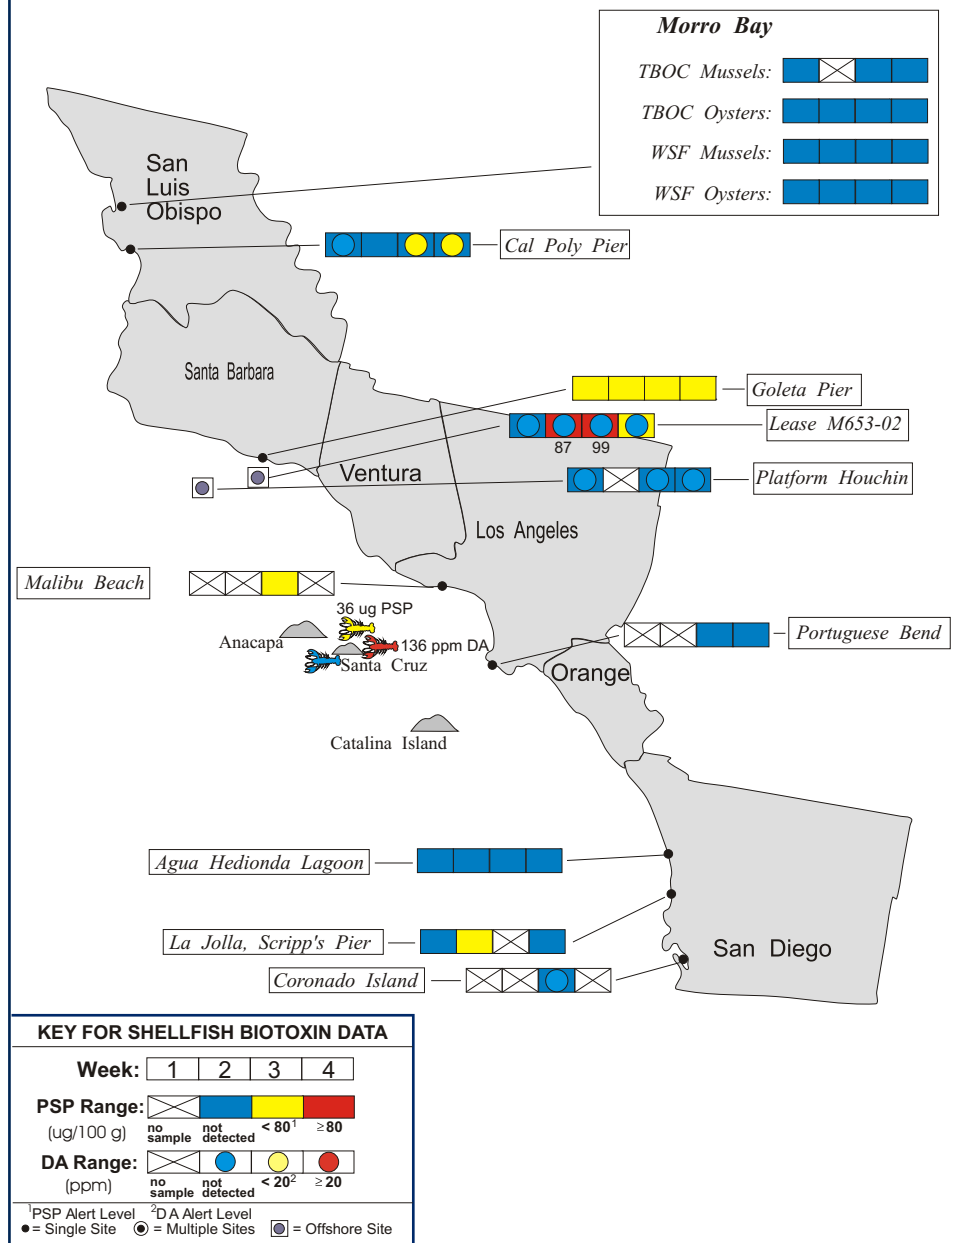 Morro Bay
TBOC Mussels:
TBOC Oysters:
WSF Mussels:
WSF Oysters:
San
Luis
Obispo
Cal Poly Pier
Santa Barbara
Goleta Pier
Lease M653-02
87 99
Ventura
Platform Houchin
Los Angeles
Malibu Beach
36 ug PSP
Anacapa
136 ppm DA
Santa Cruz
Portuguese Bend
Orange
Catalina Island
Agua Hedionda Lagoon
La Jolla, Scripp's Pier
San Diego
Coronado Island
KEY FOR SHELLFISH BIOTOXIN DATA
Week: 1 2 3 4
PSP Range:
(ug/100 g)
no sample
not detected
< 80¹
≥80
DA Range:
(ppm)
no sample
not detected
< 20²
≥ 20
¹PSP Alert Level ²DA Alert Level
= Single Site = Multiple Sites = Offshore Site